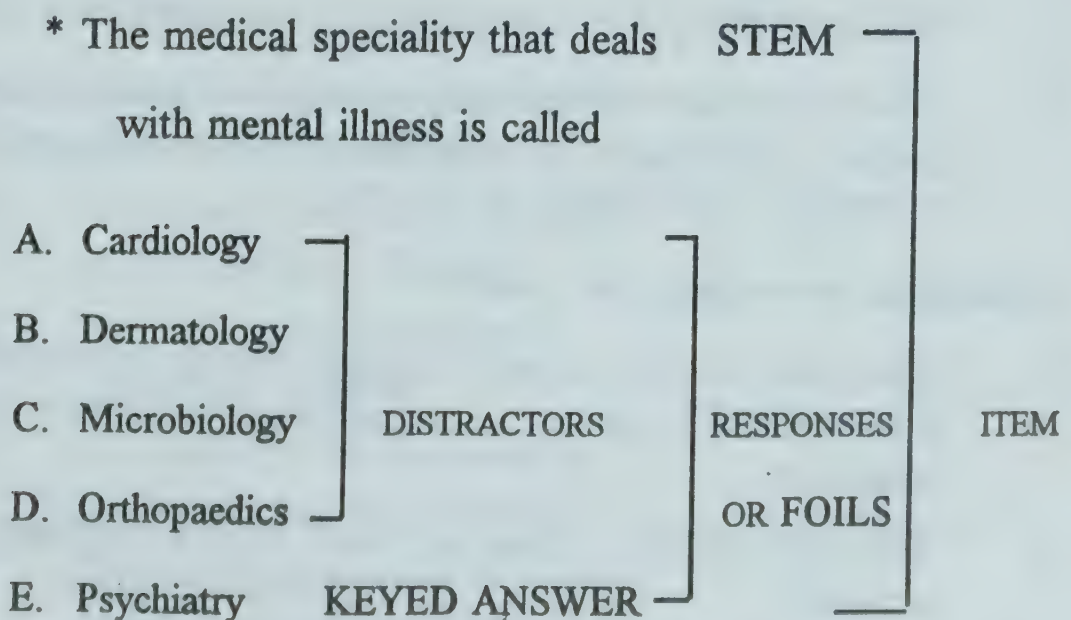 * The medical speciality that deals STEM
with mental illness is called
A. Cardiology
B. Dermatology
C. Microbiology DISTRACTORS RESPONSES ITEM
D. Orthopaedics OR FOILS
E. Psychiatry KEYED ANSWER